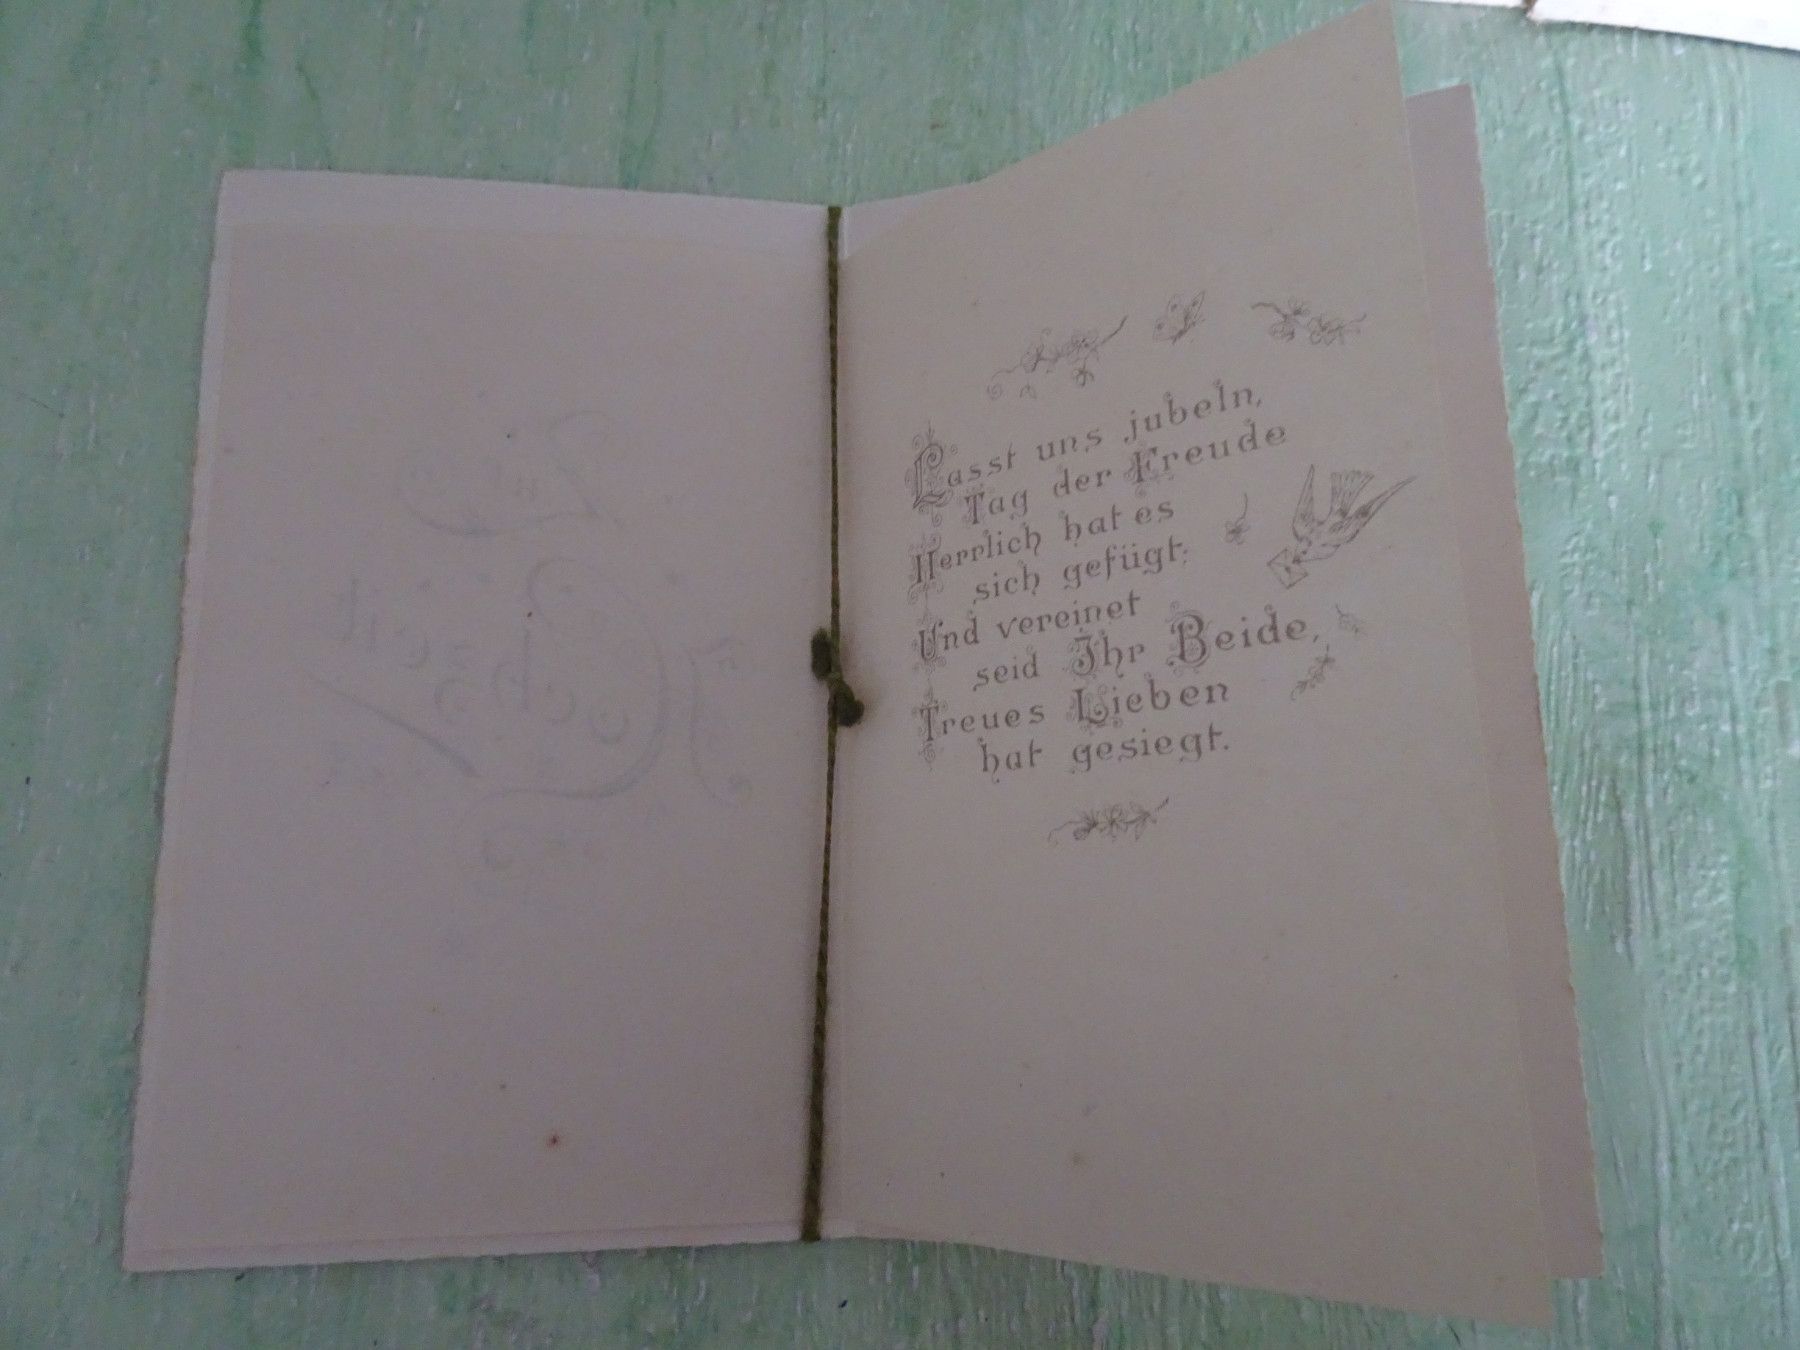 Lasst uns jubeln,
Tag der Freude
Herrlich hat es
sich gefügt;
Und vereinet
seid Ihr Beide,
Treues Lieben
hat gesiegt.